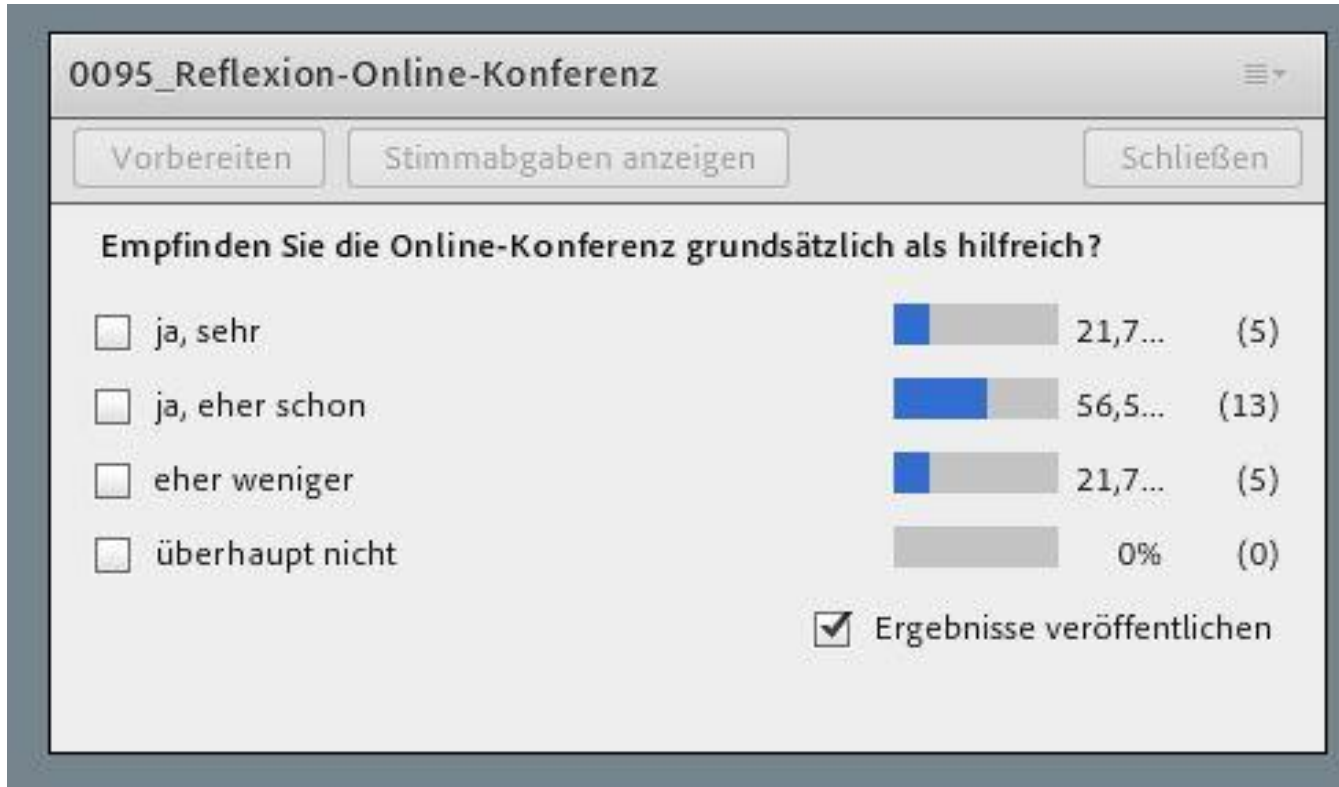 0095_Reflexion-Online-Konferenz
Vorbereiten Stimmabgaben anzeigen Schließen
Empfinden Sie die Online-Konferenz grundsätzlich als hilfreich?
ja, sehr 21,7... (5)
ja, eher schon 56,5... (13)
eher weniger 21,7... (5)
überhaupt nicht 0% (0)
Ergebnisse veröffentlichen